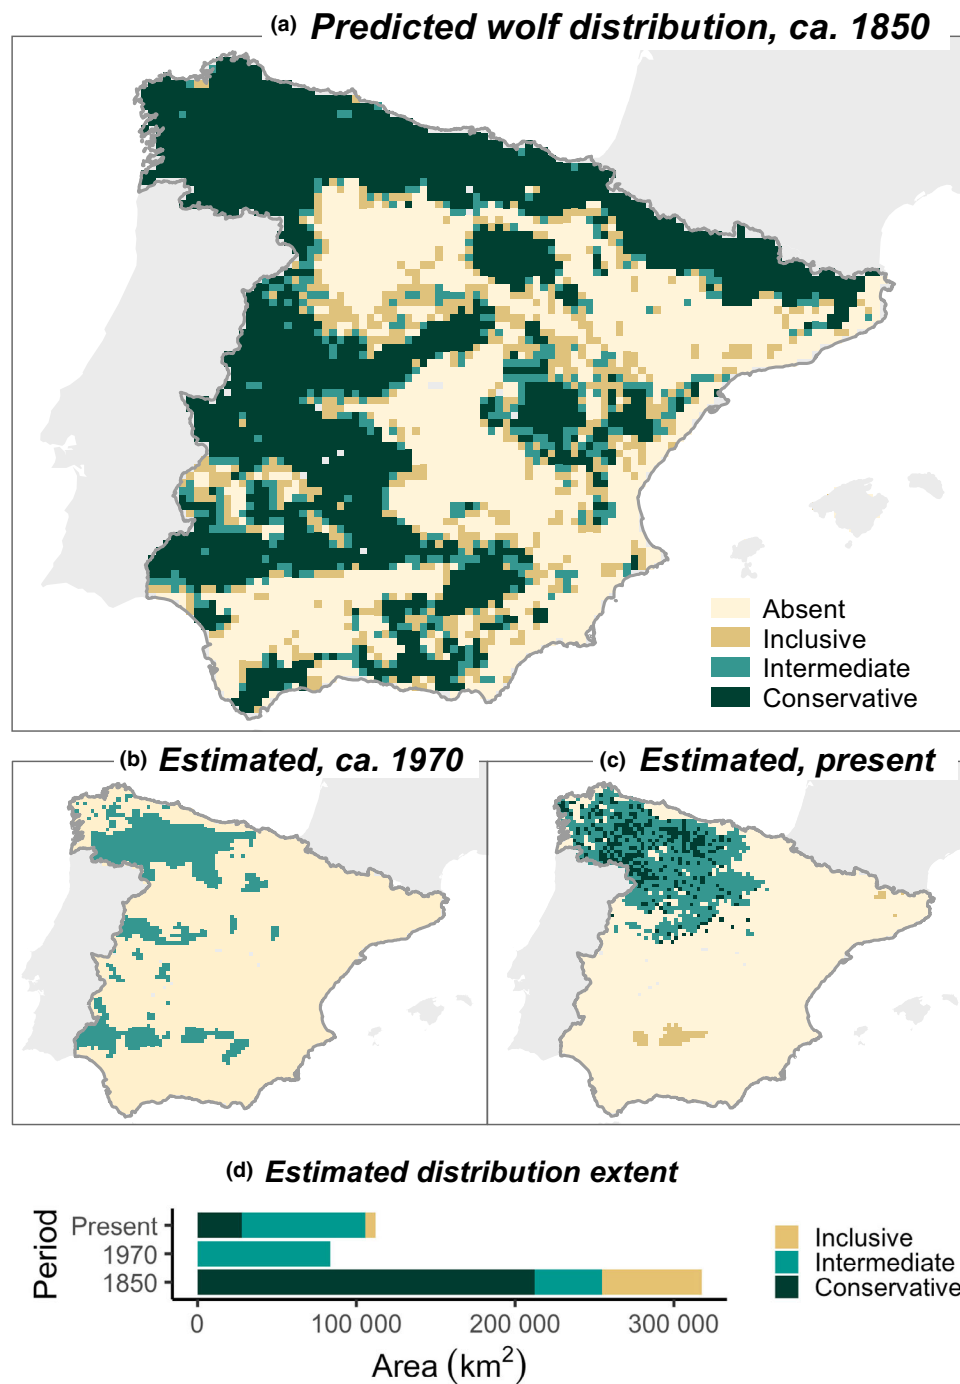 (a) Predicted wolf distribution, ca. 1850
Absent
Inclusive
Intermediate
Conservative
(b) Estimated, ca. 1970
(c) Estimated, present
(d) Estimated distribution extent
Period
Present
1970
1850
0
100 000
200 000
300 000
Area (km²)
Inclusive
Intermediate
Conservative